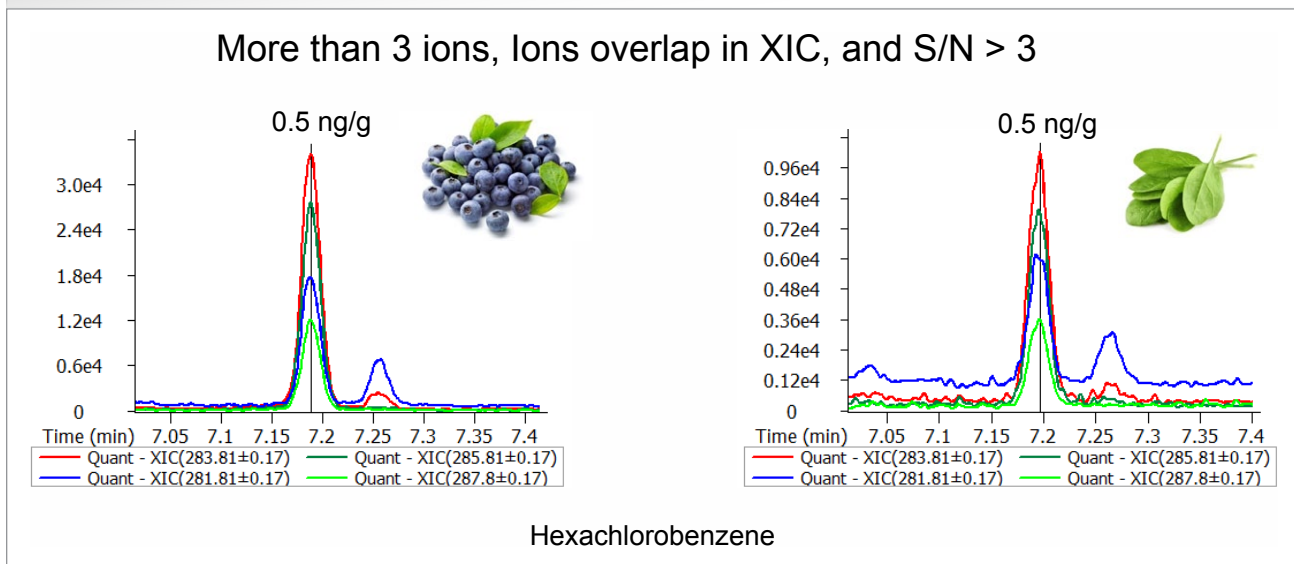 More than 3 ions, Ions overlap in XIC, and S/N > 3
0.5 ng/g
3.0e4
2.4e4
1.8e4
1.2e4
0.6e4
0
Time (min) 7.05 7.1 7.15 7.2 7.25 7.3 7.35 7.4
Quant - XIC(283.81±0.17) Quant - XIC(285.81±0.17)
Quant - XIC(281.81±0.17) Quant - XIC(287.8±0.17)
0.5 ng/g
0.96e4
0.84e4
0.72e4
0.60e4
0.48e4
0.36e4
0.24e4
0.12e4
0
Time (min) 7.05 7.1 7.15 7.2 7.25 7.3 7.35 7.4
Quant - XIC(283.81±0.17) Quant - XIC(285.81±0.17)
Quant - XIC(281.81±0.17) Quant - XIC(287.8±0.17)
Hexachlorobenzene